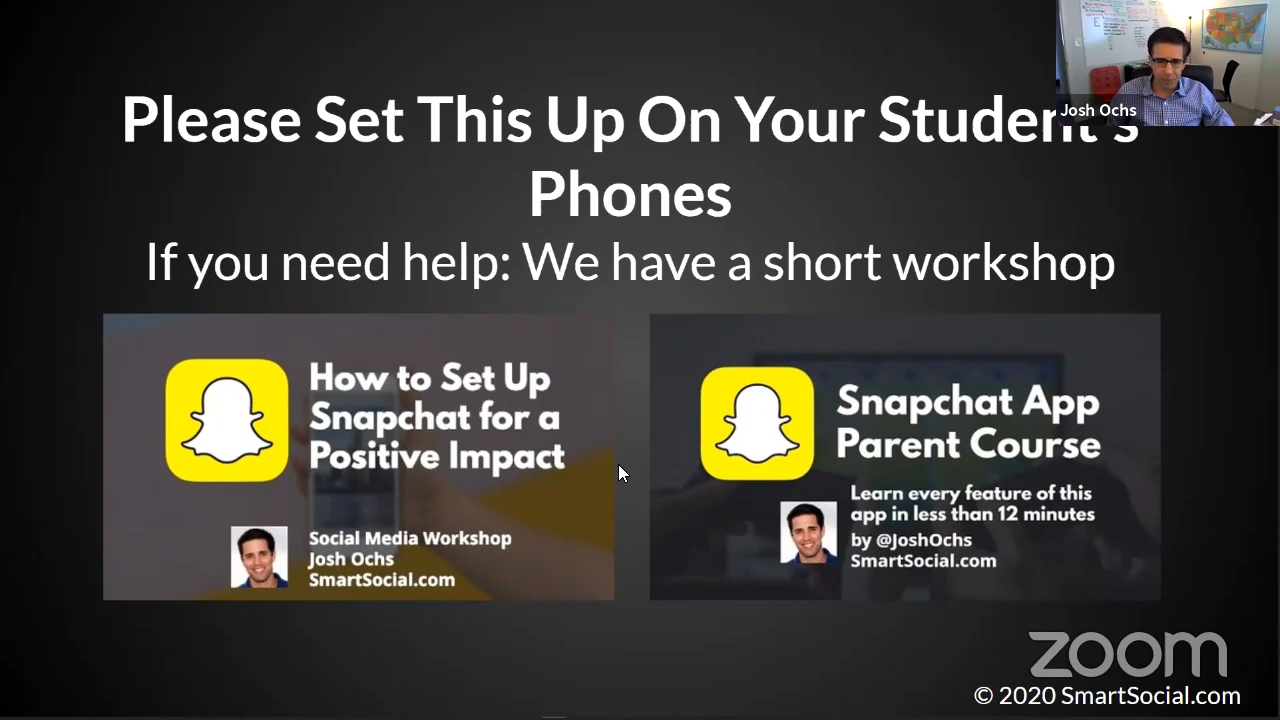 Please Set This Up On Your Student's
Josh Ochs
Phones
If you need help: We have a short workshop
How to Set Up
Snapchat for a
Positive Impact
Social Media Workshop
Josh Ochs
SmartSocial.com
Snapchat App
Parent Course
Learn every feature of this
app in less than 12 minutes
by @JoshOchs
SmartSocial.com
zoom
© 2020 SmartSocial.com